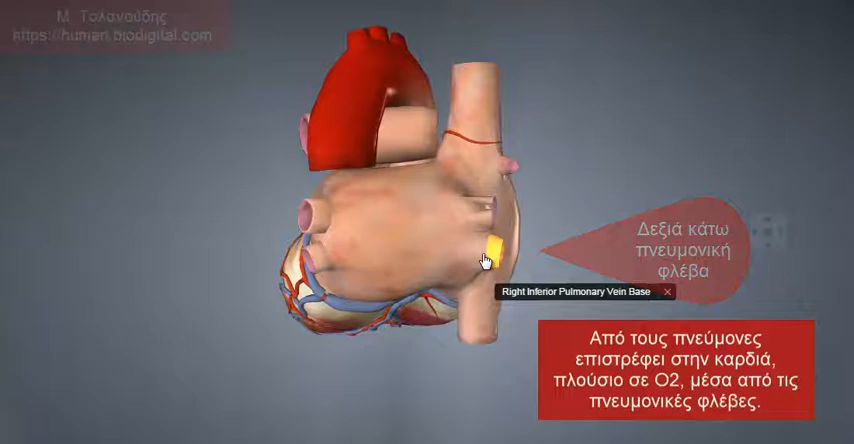 Μ. Τολανούδης
https://human.biodigital.com
Δεξιά κάτω
πνευμονική
φλέβα
Right Inferior Pulmonary Vein Base ×
Από τους πνεύμονες
επιστρέφει στην καρδιά,
πλούσιο σε O2, μέσα από τις
πνευμονικές φλέβες.